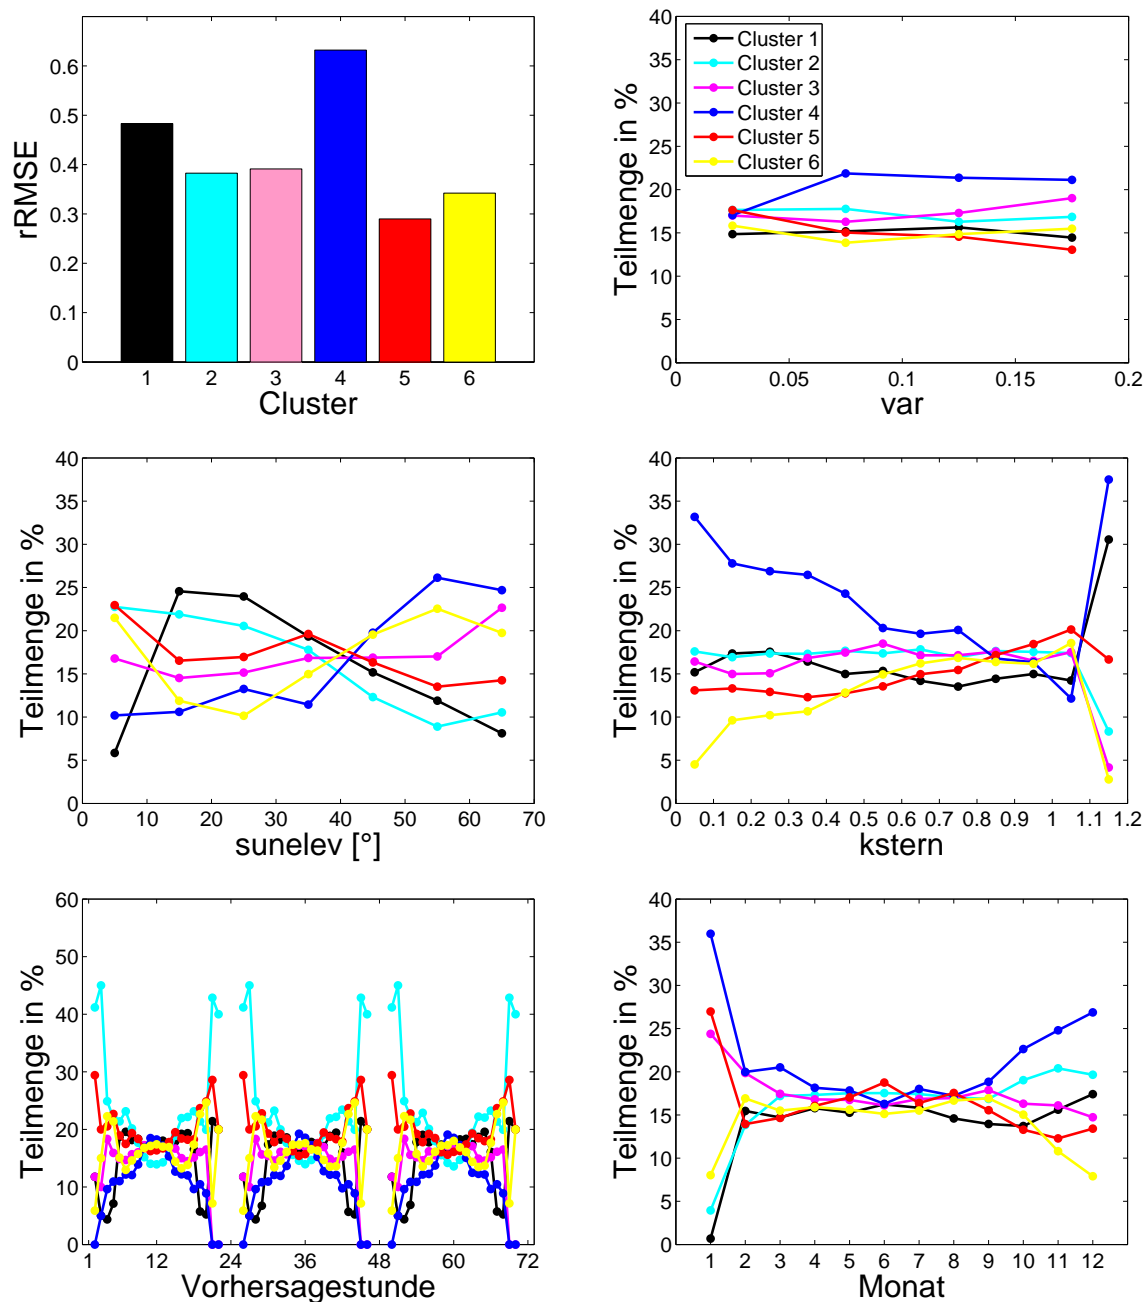 rRMSE
0.6
0.5
0.4
0.3
0.2
0.1
0
1 2 3 4 5 6
Cluster
Teilmenge in %
40
35
30
25
20
15
10
5
0
Cluster 1
Cluster 2
Cluster 3
Cluster 4
Cluster 5
Cluster 6
0 0.05 0.1 0.15 0.2
var
Teilmenge in %
40
35
30
25
20
15
10
5
0
0 10 20 30 40 50 60 70
sunelev [°]
Teilmenge in %
40
35
30
25
20
15
10
5
0
0 0.1 0.2 0.3 0.4 0.5 0.6 0.7 0.8 0.9 1 1.1 1.2
kstern
Teilmenge in %
60
50
40
30
20
10
0
1 12 24 36 48 60 72
Vorhersagestunde
Teilmenge in %
40
35
30
25
20
15
10
5
0
1 2 3 4 5 6 7 8 9 10 11 12
Monat